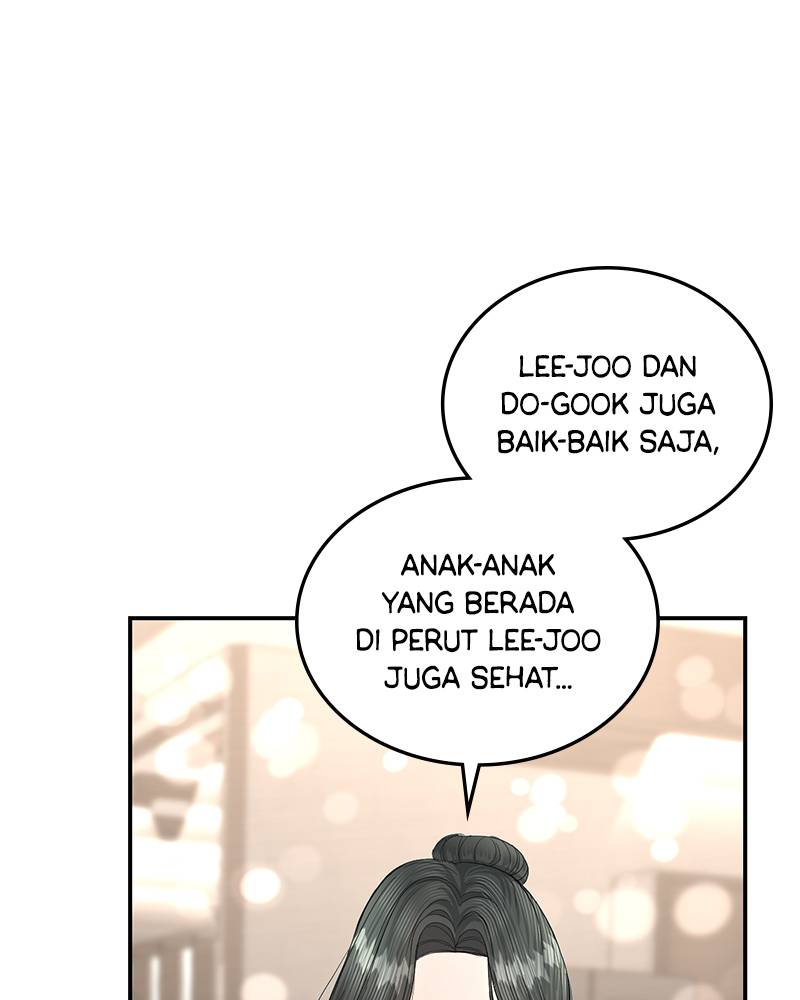 LEE-JOO DAN
DO-GOOK JUGA
BAIK-BAIK SAJA,
ANAK-ANAK
YANG BERADA
DI PERUT LEE-JOO
JUGA SEHAT...